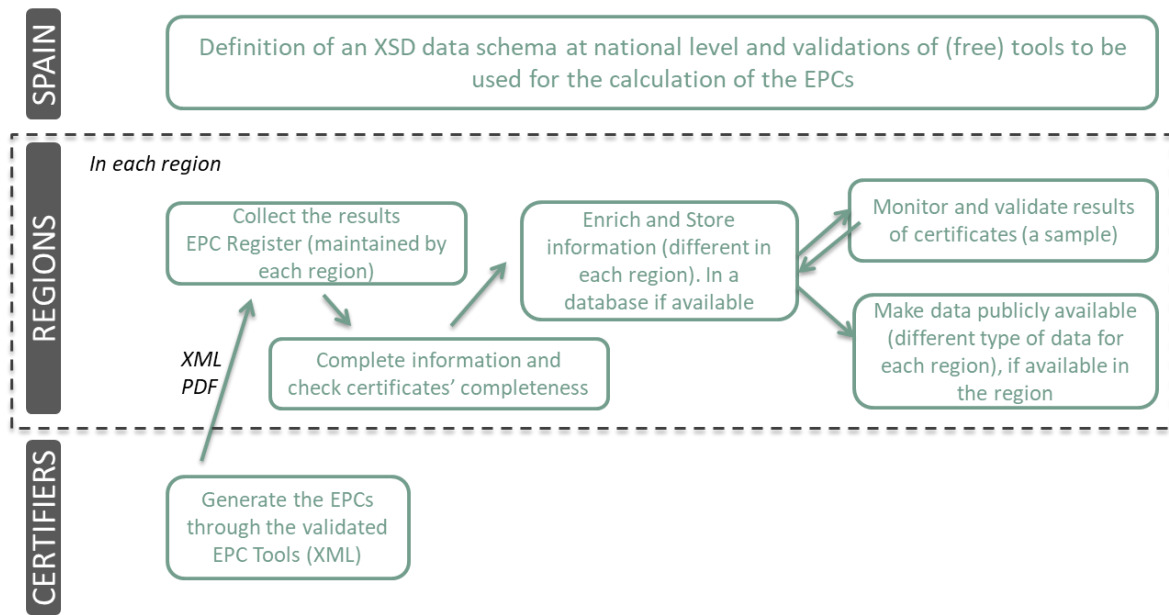 SPAIN
Definition of an XSD data schema at national level and validations of (free) tools to be
used for the calculation of the EPCs
REGIONS
In each region
Collect the results
EPC Register (maintained by
each region)
Enrich and Store
information (different in
each region). In a
database if available
Monitor and validate results
of certificates (a sample)
Make data publicly available
(different type of data for
each region), if available in
the region
XML
PDF
Complete information and
check certificates’ completeness
CERTIFIERS
Generate the EPCs
through the validated
EPC Tools (XML)